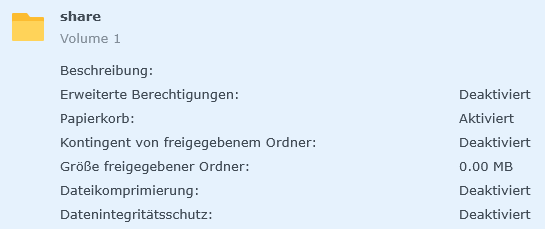 share
Volume 1
Beschreibung:
Erweiterte Berechtigungen: Deaktiviert
Papierkorb: Aktiviert
Kontingent von freigegebenem Ordner: Deaktiviert
Größe freigegebener Ordner: 0.00 MB
Dateikomprimierung: Deaktiviert
Datenintegritätsschutz: Deaktiviert